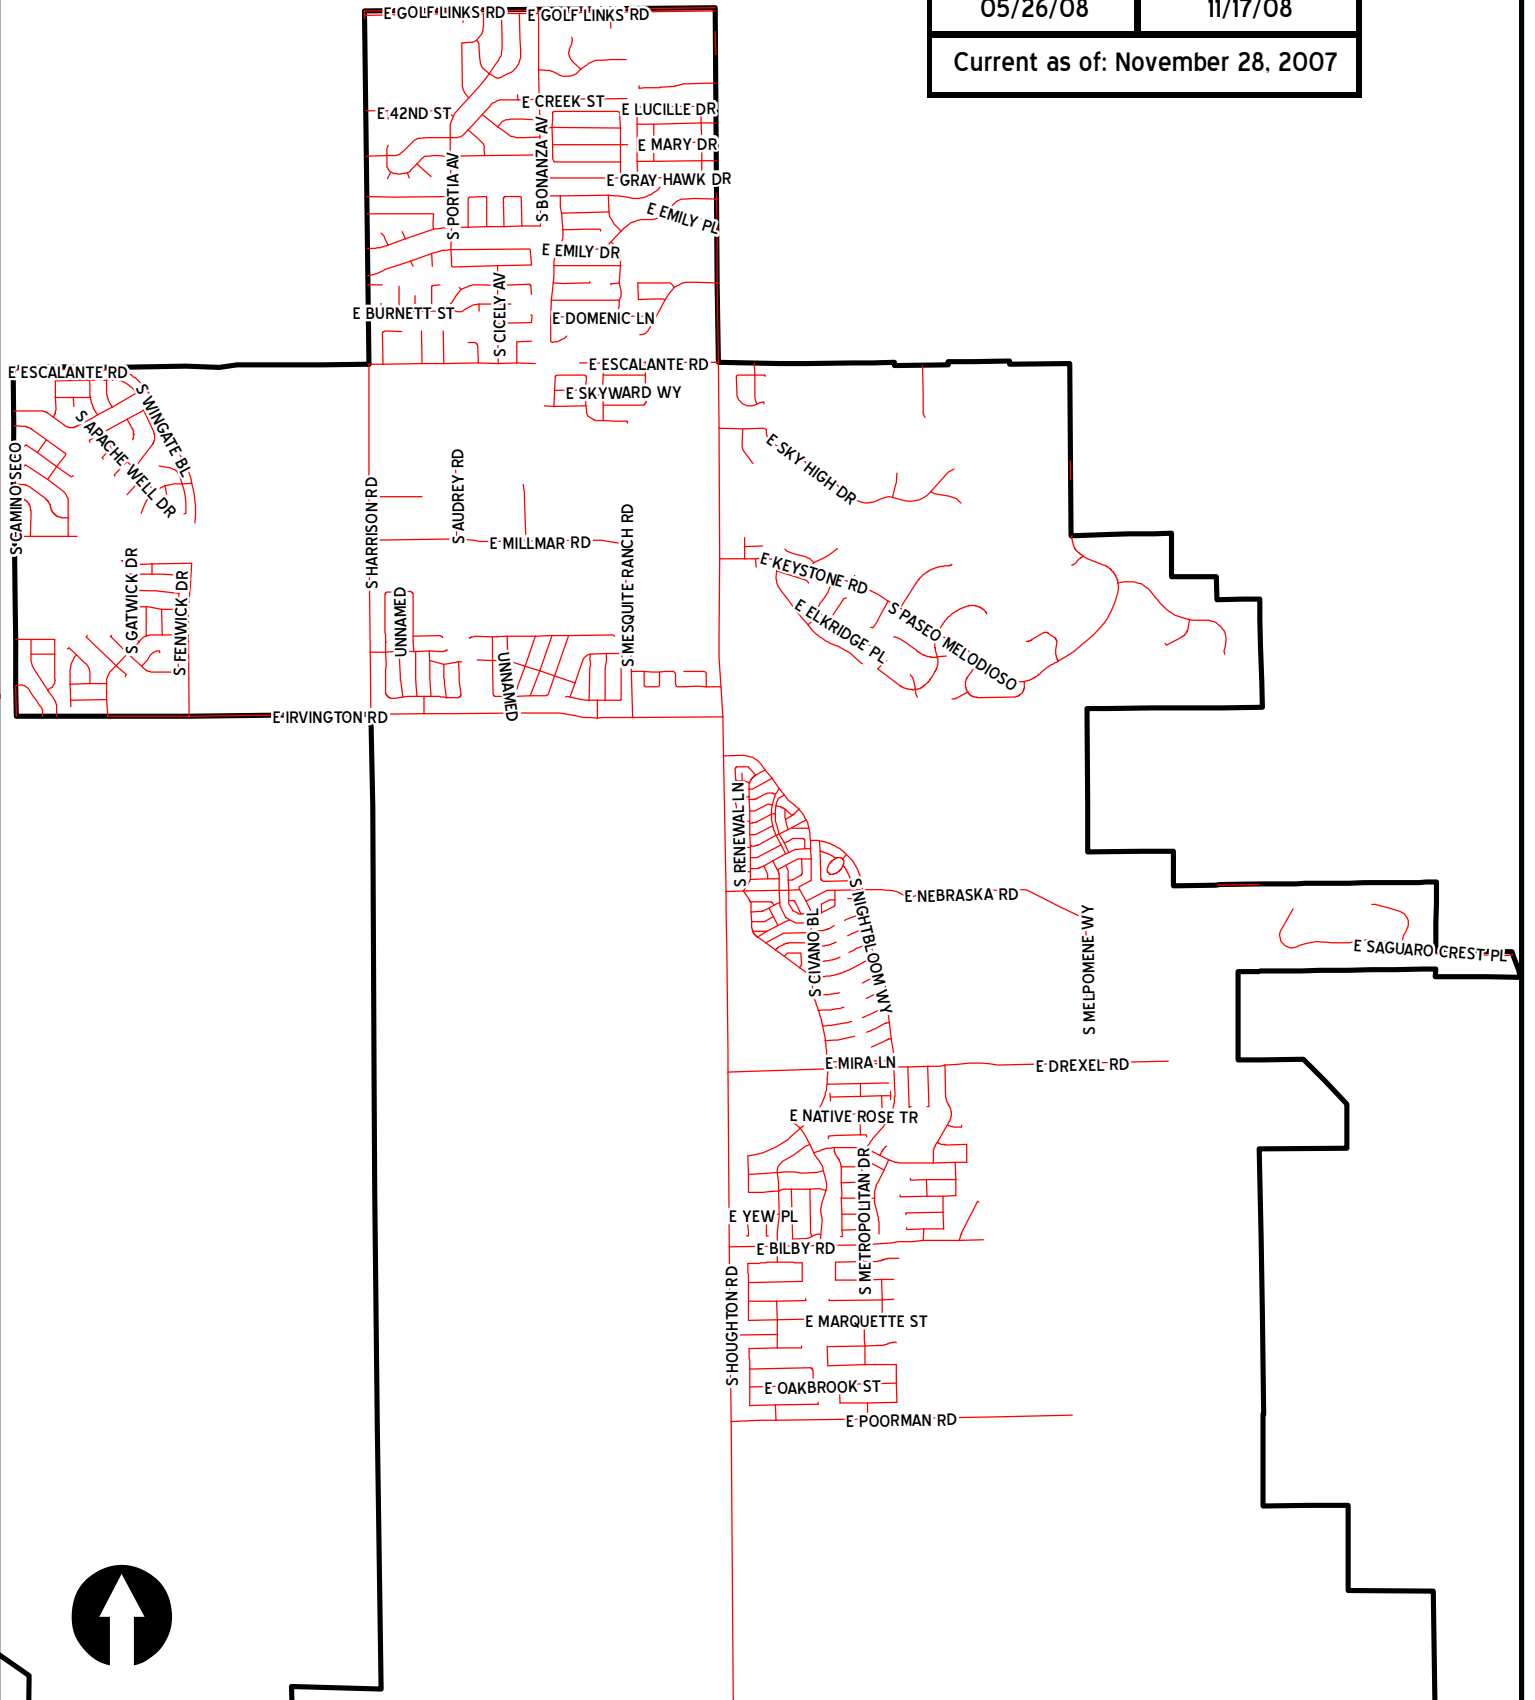 05/26/08
11/17/08
Current as of: November 28, 2007
E GOLF LINKS RD
E GOLF LINKS RD
E 42ND ST
E CREEK ST
E LUCILLE DR
E MARY DR
S PORTIA AV
S BONANZA AV
E GRAY HAWK DR
E EMILY PL
E EMILY DR
S CICELY AV
E BURNETT ST
E DOMENIC LN
E ESCALANTE RD
E ESCALANTE RD
E SKYWARD WY
S WINGATE BL
S APACHE WELL DR
S CAMINO SECO
E SKY HIGH DR
S HARRISON RD
S AUDREY RD
E MILLMAR RD
S MESQUITE RANCH RD
S GATWICK DR
S FENWICK DR
UNNAMED
UNNAMED
E KEYSTONE RD
E ELKRIDGE PL
S PASEO MELODIOSO
E IRVINGTON RD
S RENEWAL LN
S NIGHTBLOOM WY
E NEBRASKA RD
S CIVANO BL
S MELPOMENE WY
E SAGUARO CREST PL
E MIRA LN
E DREXEL RD
E NATIVE ROSE TR
S METROPOLITAN DR
E YEW PL
E BILBY RD
S HOUGHTON RD
E MARQUETTE ST
E OAKBROOK ST
E POORMAN RD